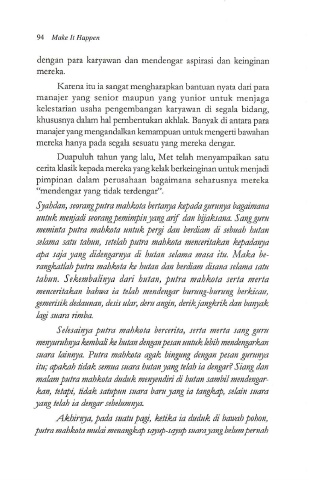 94 Make It Happen
dengan para karyawan dan mendengar aspirasi dan keinginan
mereka.
Karena itu ia sangat mengharapkan bantuan nyata dari para
manajer yang senior maupun yang yunior untuk menjaga
kelestarian usaha pengembangan karyawan di segala bidang,
khususnya dalam hal pembentukan akhlak. Banyak di antara para
manajer yang mengandalkan kemampuan untuk mengerti bawahan
mereka hanya pada segala sesuatu yang mereka dengar.
Duapuluh tahun yang lalu, Met telah menyampaikan satu
cerita klasik kepada mereka yang kelak berkeinginan untuk menjadi
pimpinan dalam perusahaan bagaimana seharusnya mereka
"mendengar yang tidak terdengar".
Syahdan, seorang putra mahkota bertanya kepada gurunya bagaimana
untuk menjadi seorang pemimpin yang arif dan bijaksana. Sang guru
meminta putra mahkota untuk pergi dan berdiam di sebuah hutan
selama satu tahun, setelah putra mahkota menceritakan kepadanya
apa saja yang didengarnya di hutan selama masa itu. Maka be-
rangkatlah putra mahkota ke hutan dan berdiam disana selama satu
tahun. Sekembalinya dari hutan, putra mahkota serta merta
menceritakan bahwa ia telah mendengar burung-burung berkicau,
gemerisik dedaunan, desis ular, deru angin, derik jangkrik dan banyak
lagi suara rimba.
Selesainya putra mahkota bercerita, serta merta sang guru
menyuruhnya kembali ke hutan dengan pesan untuk lebih mendengarkan
suara lainnya. Putra mahkota agak bingung dengan pesan gurunya
itu; apakah tidak semua suara hutan yang telah ia dengar? Siang dan
malam putra mahkota duduk menyendiri di hutan sambil mendengar-
kan, tetapi, tidak satupun suara baru yang ia tangkap, selain suara
yang telah ia dengar sebelumnya.
Akhirnya, pada suatu pagi, ketika ia duduk di bawah pohon,
putra mahkota mulai menangkap sayup-sayup suara yang belum pernah